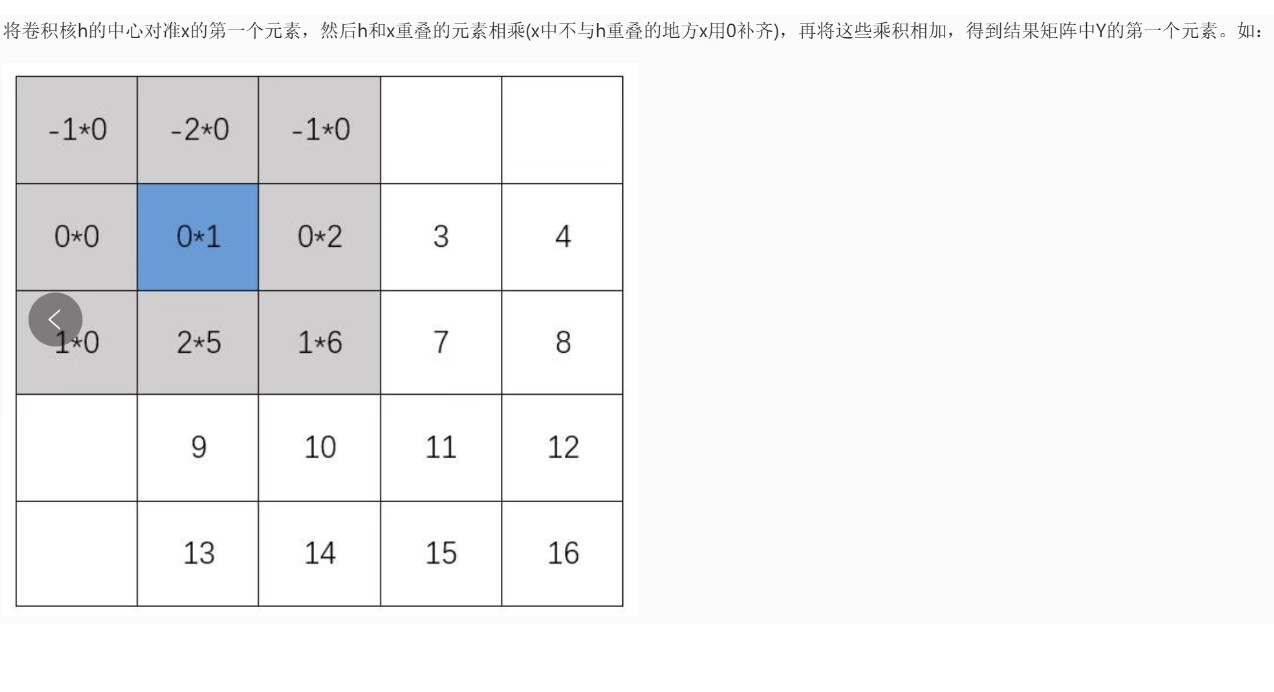 将卷积核h的中心对准x的第一个元素，然后h和x重叠的元素相乘(x中不与h重叠的地方x用0补齐)，再将这些乘积相加，得到结果矩阵中Y的第一个元素。如：
-1*0 -2*0 -1*0
0*0 0*1 0*2 3 4
1*0 2*5 1*6 7 8
9 10 11 12
13 14 15 16